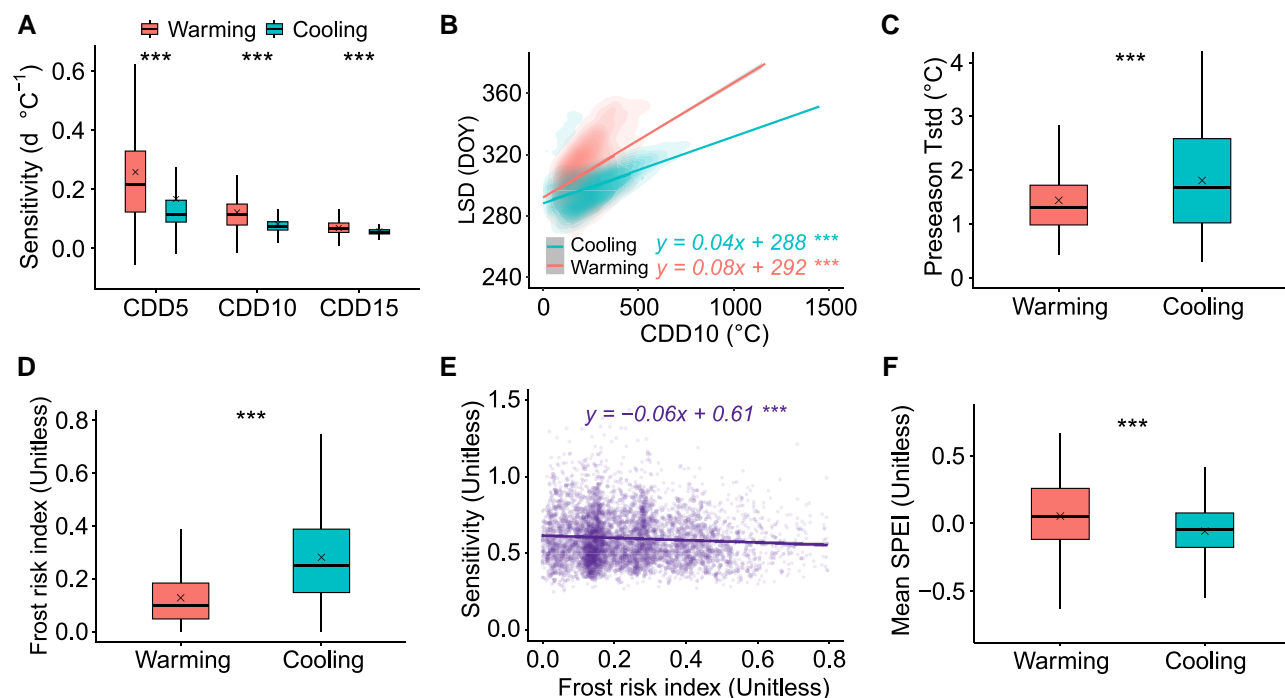 A
Warming Cooling
*** *** ***
Sensitivity (d °C⁻¹)
0.6
0.4
0.2
0.0
CDD5 CDD10 CDD15
B
LSD (DOY)
360
320
280
240
Cooling y = 0.04x + 288 ***
Warming y = 0.08x + 292 ***
0 500 1000 1500
CDD10 (°C)
C
***
Preseason Tstd (°C)
4
3
2
1
0
Warming Cooling
D
***
Frost risk index (Unitless)
0.8
0.6
0.4
0.2
0.0
Warming Cooling
E
y = −0.06x + 0.61 ***
Sensitivity (Unitless)
1.5
1.0
0.5
0.0
0.0 0.2 0.4 0.6 0.8
Frost risk index (Unitless)
F
***
Mean SPEI (Unitless)
0.5
0.0
−0.5
Warming Cooling